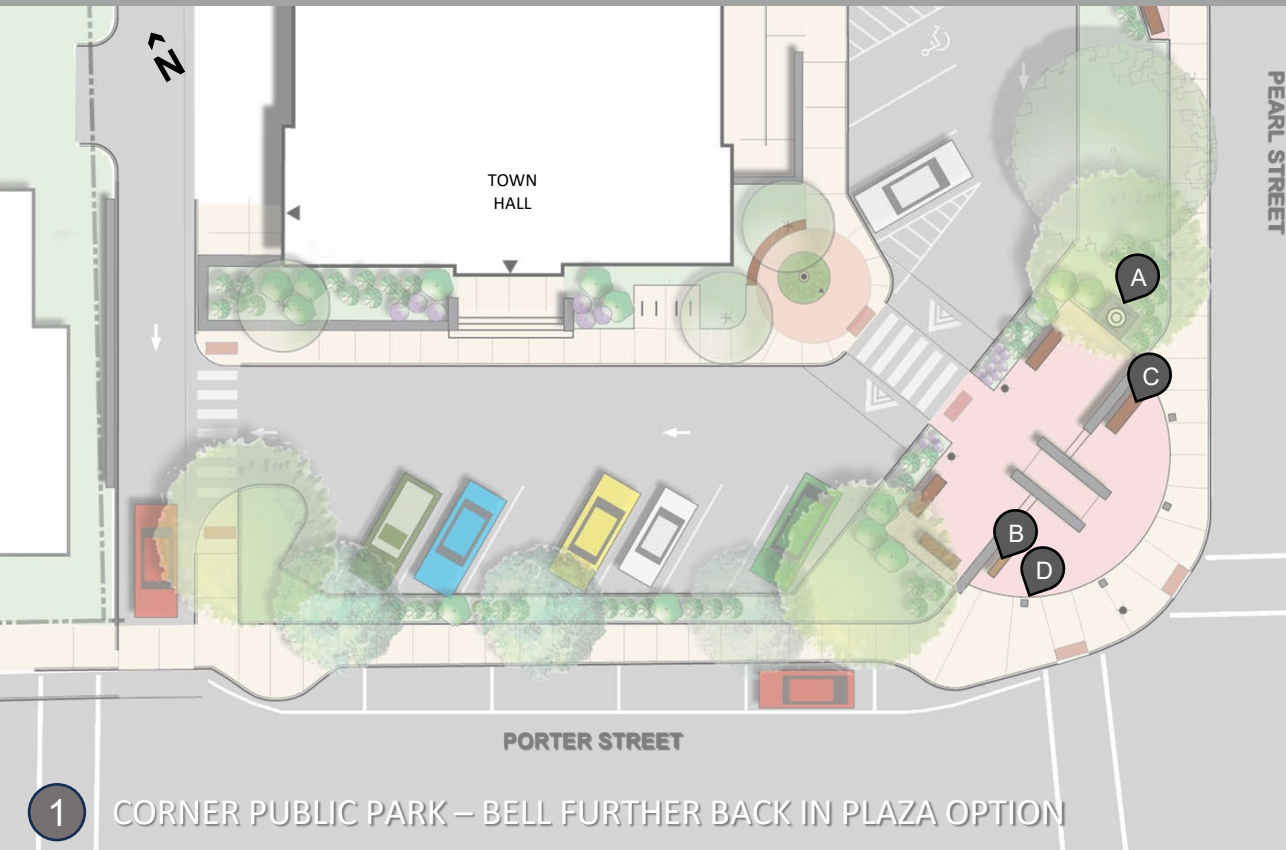 N
TOWN
HALL
PEARL STREET
A
C
B
D
PORTER STREET
1 CORNER PUBLIC PARK – BELL FURTHER BACK IN PLAZA OPTION